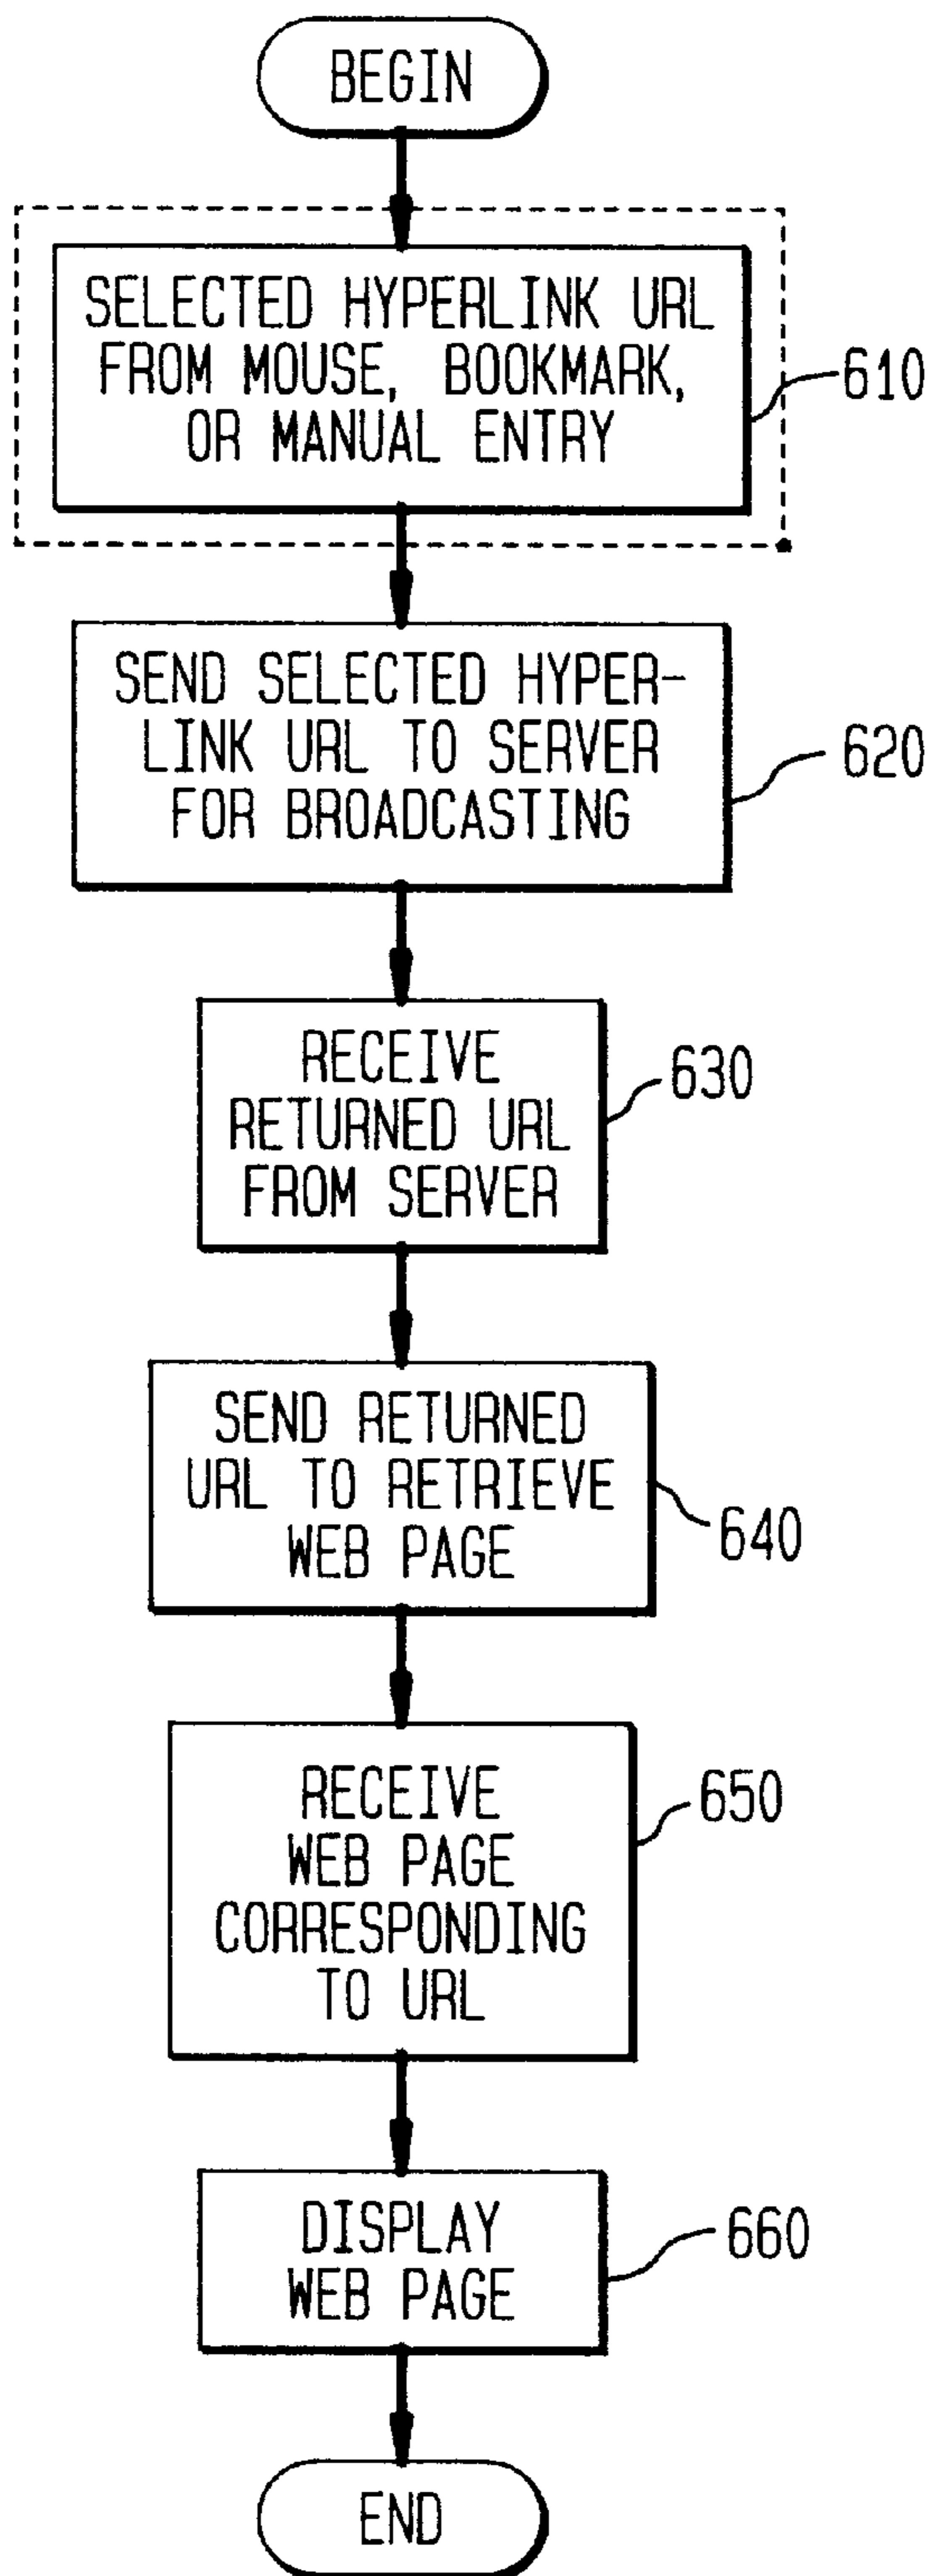 BEGIN
SELECTED HYPERLINK URL
FROM MOUSE, BOOKMARK,
OR MANUAL ENTRY
610
SEND SELECTED HYPER-
LINK URL TO SERVER
FOR BROADCASTING
620
RECEIVE
RETURNED URL
FROM SERVER
630
SEND RETURNED
URL TO RETRIEVE
WEB PAGE
640
RECEIVE
WEB PAGE
CORRESPONDING
TO URL
650
DISPLAY
WEB PAGE
660
END